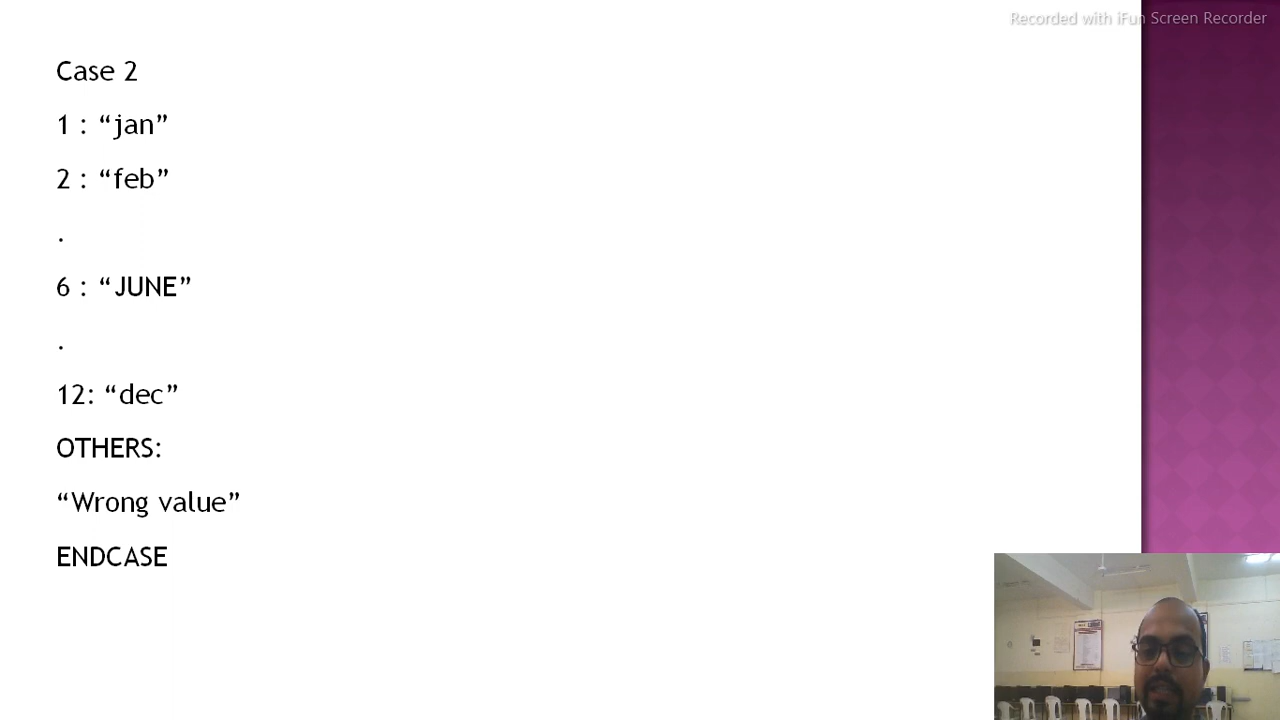 Recorded with iFun Screen Recorder
Case 2
1 : “jan”
2 : “feb”
.
6 : “JUNE”
.
12: “dec”
OTHERS:
“Wrong value”
ENDCASE